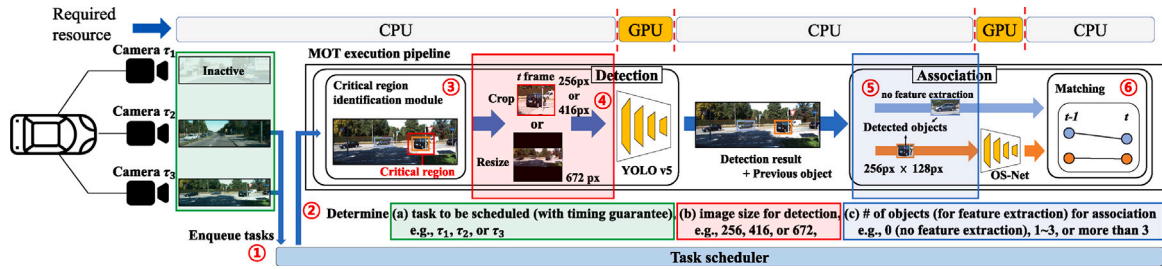 Required
resource
CPU
GPU
CPU
GPU
CPU
Camera τ1
Inactive
Camera τ2
Camera τ3
MOT execution pipeline
Critical region
identification module
③
Critical region
t frame
Crop
256px
or
416px
or
Resize
672 px
④
Detection
YOLO v5
Detection result
+ Previous object
Association
⑤
no feature extraction
Detected objects
256px × 128px
OS-Net
Matching
⑥
t-1
t
② Determine
(a) task to be scheduled (with timing guarantee),
e.g., τ1, τ2, or τ3
(b) image size for detection,
e.g., 256, 416, or 672,
(c) # of objects (for feature extraction) for association
e.g., 0 (no feature extraction), 1~3, or more than 3
Enqueue tasks
①
Task scheduler